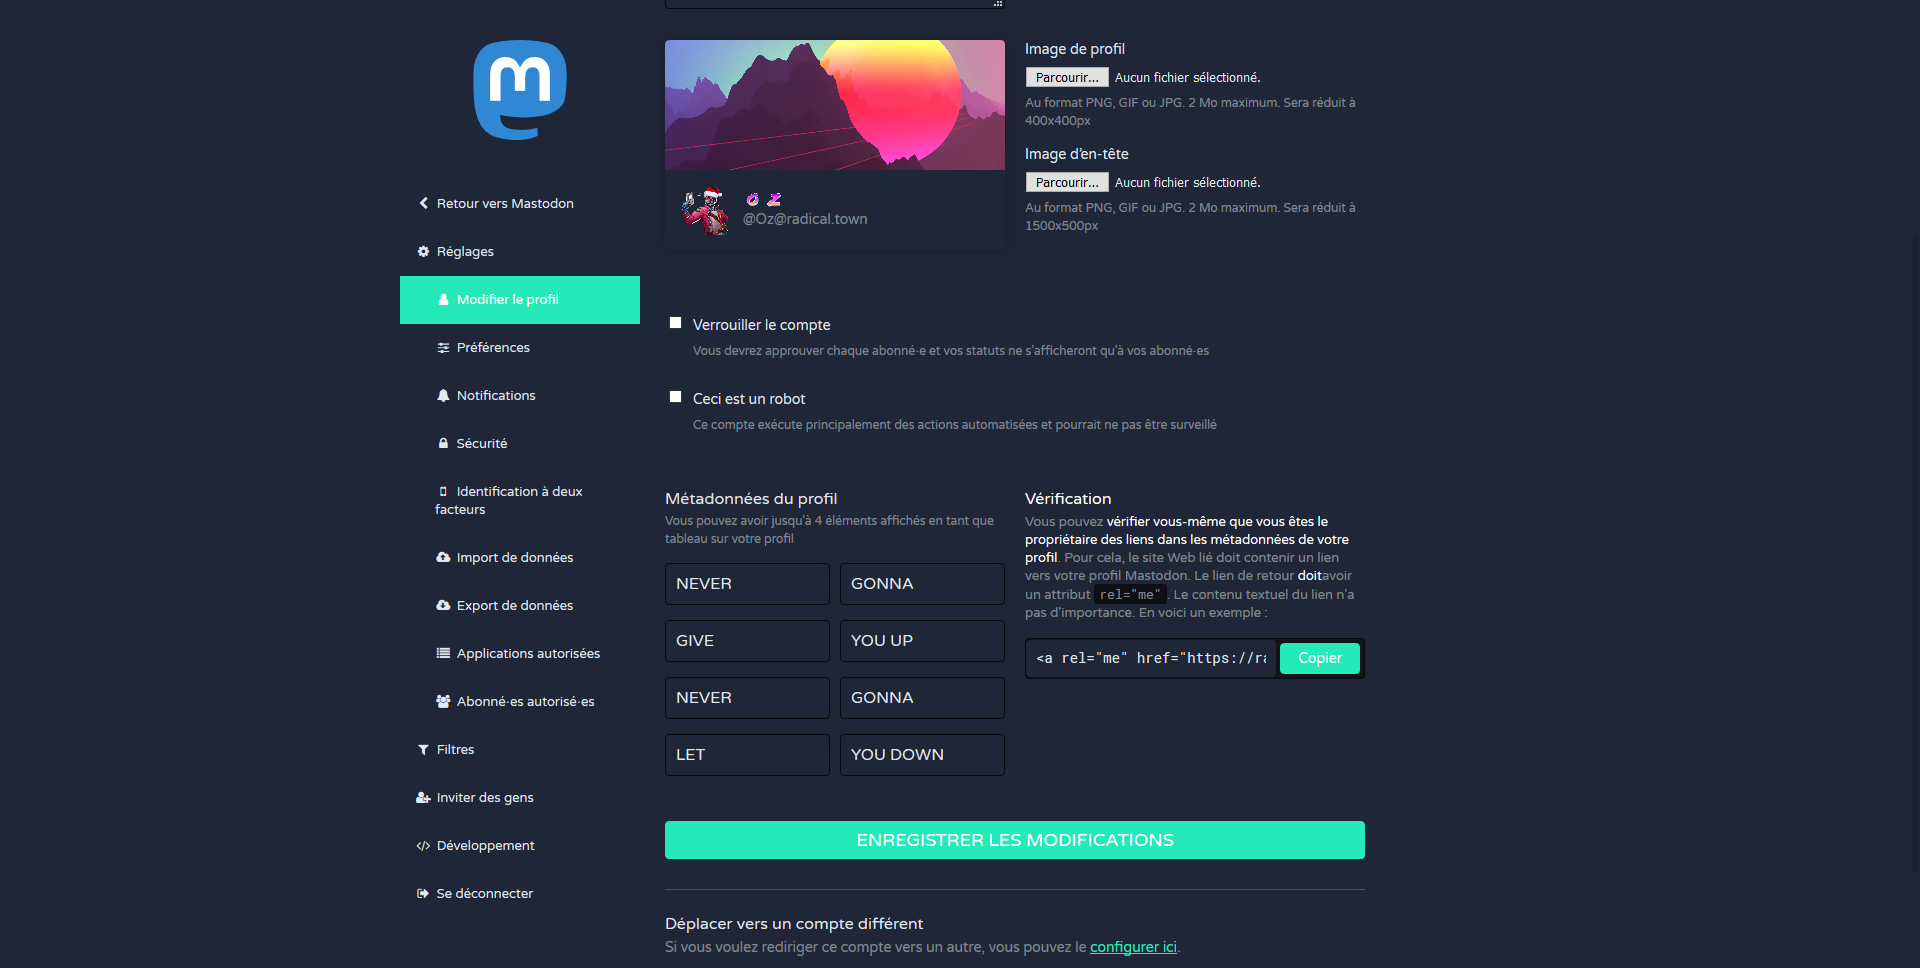 Retour vers Mastodon
Réglages
Modifier le profil
Préférences
Notifications
Sécurité
Identification à deux
facteurs
Import de données
Export de données
Applications autorisées
Abonné·es autorisé·es
Filtres
Inviter des gens
Développement
Se déconnecter
O Z
@Oz@radical.town
Image de profil
Parcourir... Aucun fichier sélectionné.
Au format PNG, GIF ou JPG. 2 Mo maximum. Sera réduit à
400x400px
Image d’en-tête
Parcourir... Aucun fichier sélectionné.
Au format PNG, GIF ou JPG. 2 Mo maximum. Sera réduit à
1500x500px
Verrouiller le compte
Vous devrez approuver chaque abonné·e et vos statuts ne s’afficheront qu’à vos abonné·es
Ceci est un robot
Ce compte exécute principalement des actions automatisées et pourrait ne pas être surveillé
Métadonnées du profil
Vous pouvez avoir jusqu’à 4 éléments affichés en tant que
tableau sur votre profil
NEVER GONNA
GIVE YOU UP
NEVER GONNA
LET YOU DOWN
Vérification
Vous pouvez vérifier vous-même que vous êtes le
propriétaire des liens dans les métadonnées de votre
profil. Pour cela, le site Web lié doit contenir un lien
vers votre profil Mastodon. Le lien de retour doitavoir
un attribut rel="me" . Le contenu textuel du lien n’a
pas d’importance. En voici un exemple :
<a rel="me" href="https://ra Copier
ENREGISTRER LES MODIFICATIONS
Déplacer vers un compte différent
Si vous voulez rediriger ce compte vers un autre, vous pouvez le configurer ici.